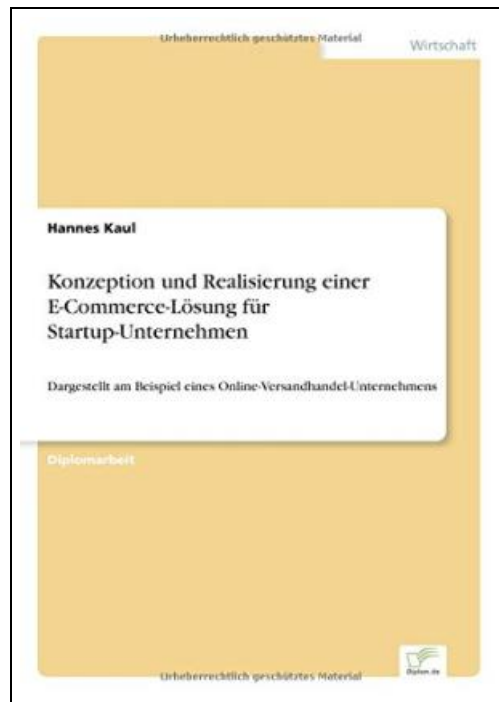 Urheberrechtlich geschütztes Material
Wirtschaft
Hannes Kaul
Konzeption und Realisierung einer
E-Commerce-Lösung für
Startup-Unternehmen
Dargestellt am Beispiel eines Online-Versandhandel-Unternehmens
Diplomarbeit
Diplom.de
Urheberrechtlich geschütztes Material